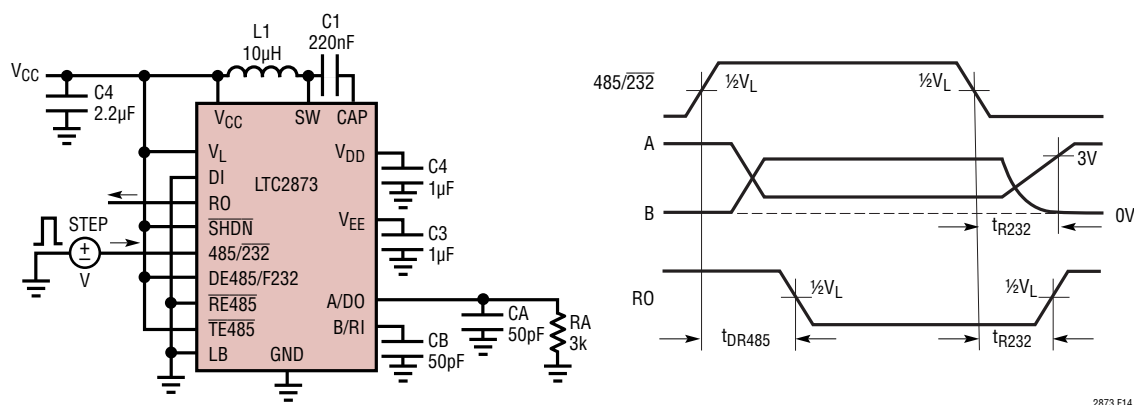 L1
10µH
C1
220nF
VCC
C4
2.2µF
VCC
SW
CAP
VL
DI
RO
SHDN
485/232
DE485/F232
RE485
TE485
LB
GND
LTC2873
VDD
VEE
A/DO
B/RI
C4
1µF
C3
1µF
CA
50pF
CB
50pF
RA
3k
STEP
+
–
V
485/232
½VL
½VL
A
B
3V
0V
tR232
RO
½VL
½VL
tDR485
tR232
2873 F14